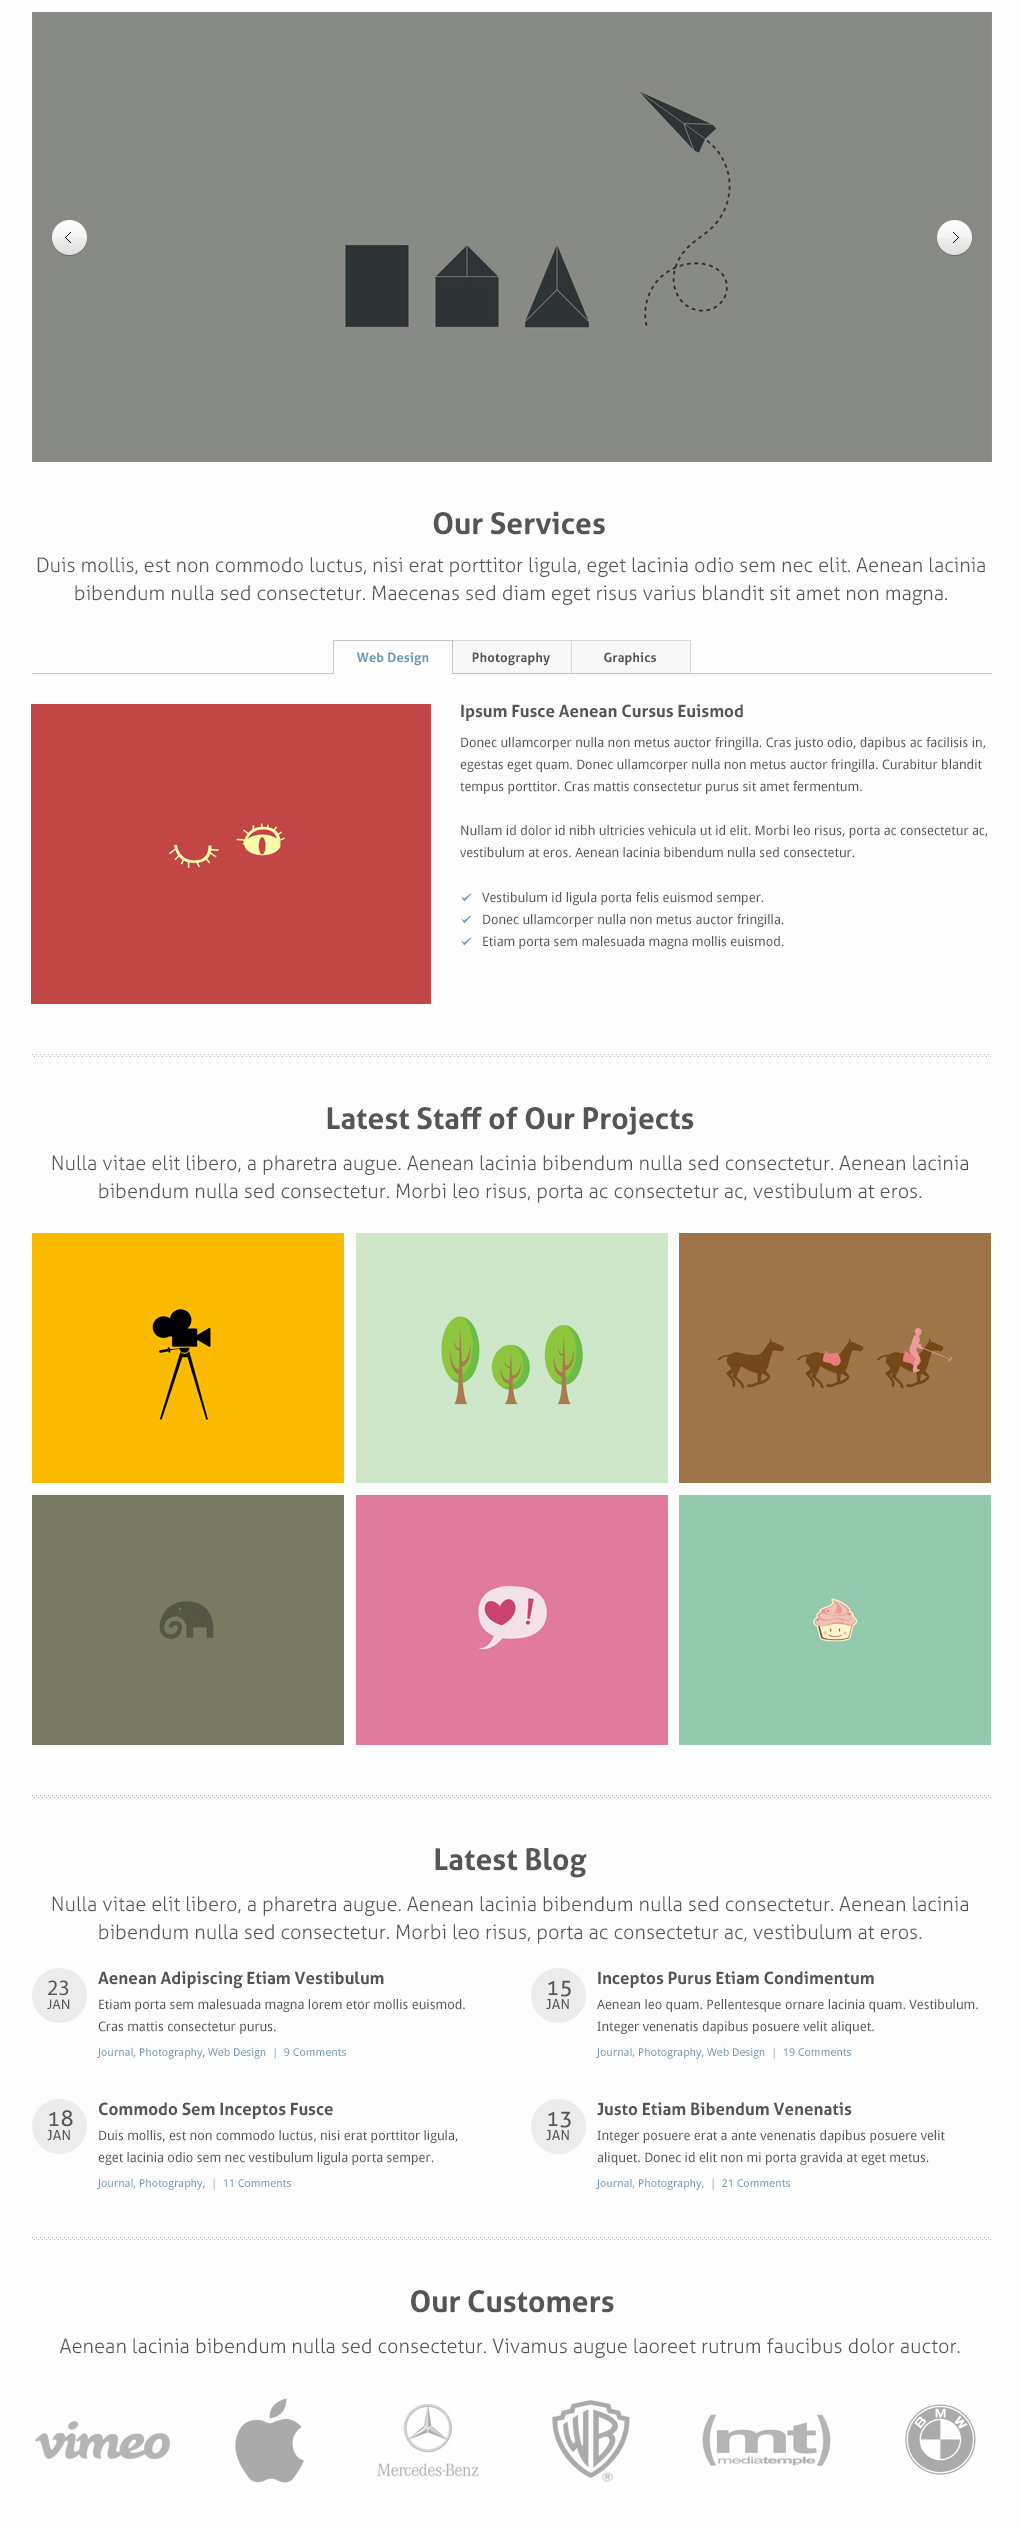 Our Services
Duis mollis, est non commodo luctus, nisi erat porttitor ligula, eget lacinia odio sem nec elit. Aenean lacinia
bibendum nulla sed consectetur. Maecenas sed diam eget risus varius blandit sit amet non magna.
Web Design
Photography
Graphics
Ipsum Fusce Aenean Cursus Euismod
Donec ullamcorper nulla non metus auctor fringilla. Cras justo odio, dapibus ac facilisis in,
egestas eget quam. Donec ullamcorper nulla non metus auctor fringilla. Curabitur blandit
tempus porttitor. Cras mattis consectetur purus sit amet fermentum.
Nullam id dolor id nibh ultricies vehicula ut id elit. Morbi leo risus, porta ac consectetur ac,
vestibulum at eros. Aenean lacinia bibendum nulla sed consectetur.
Vestibulum id ligula porta felis euismod semper.
Donec ullamcorper nulla non metus auctor fringilla.
Etiam porta sem malesuada magna mollis euismod.
Latest Staff of Our Projects
Nulla vitae elit libero, a pharetra augue. Aenean lacinia bibendum nulla sed consectetur. Aenean lacinia
bibendum nulla sed consectetur. Morbi leo risus, porta ac consectetur ac, vestibulum at eros.
!
Latest Blog
Nulla vitae elit libero, a pharetra augue. Aenean lacinia bibendum nulla sed consectetur. Aenean lacinia
bibendum nulla sed consectetur. Morbi leo risus, porta ac consectetur ac, vestibulum at eros.
23
JAN
Aenean Adipiscing Etiam Vestibulum
Etiam porta sem malesuada magna lorem etor mollis euismod.
Cras mattis consectetur purus.
Journal, Photography, Web Design | 9 Comments
15
JAN
Inceptos Purus Etiam Condimentum
Aenean leo quam. Pellentesque ornare lacinia quam. Vestibulum.
Integer venenatis dapibus posuere velit aliquet.
Journal, Photography, Web Design | 19 Comments
18
JAN
Commodo Sem Inceptos Fusce
Duis mollis, est non commodo luctus, nisi erat porttitor ligula,
eget lacinia odio sem nec vestibulum ligula porta semper.
Journal, Photography, | 11 Comments
13
JAN
Justo Etiam Bibendum Venenatis
Integer posuere erat a ante venenatis dapibus posuere velit
aliquet. Donec id elit non mi porta gravida at eget metus.
Journal, Photography, | 21 Comments
Our Customers
Aenean lacinia bibendum nulla sed consectetur. Vivamus augue laoreet rutrum faucibus dolor auctor.
vimeo
Mercedes-Benz
WB
®
(mt)
mediatemple
BMW